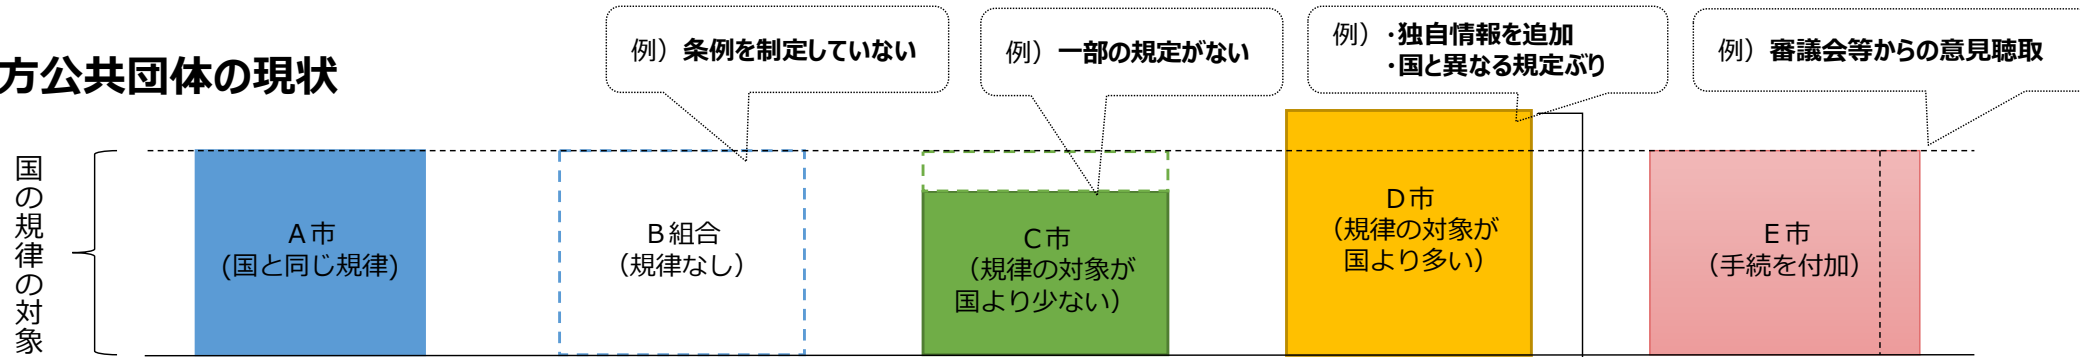 方公共団体の現状
例）条例を制定していない
例）一部の規定がない
例）・独自情報を追加
・国と異なる規定ぶり
例）審議会等からの意見聴取
国の規律の対象
Ａ市
(国と同じ規律)
Ｂ組合
（規律なし）
Ｃ市
（規律の対象が
国より少ない）
Ｄ市
（規律の対象が
国より多い）
Ｅ市
（手続を付加）